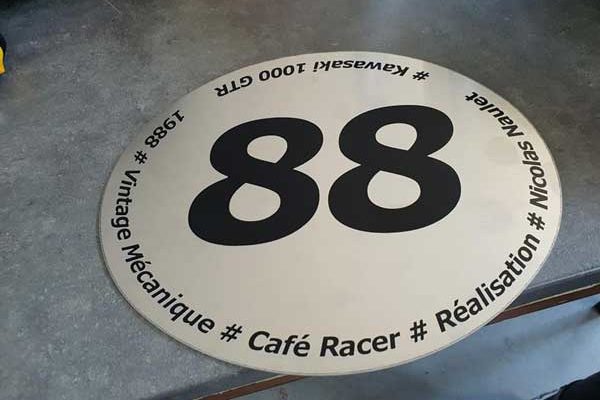 88
1988 # Vintage Mécanique # Café Racer # Réalisation # Nicolas Naulet
# Kawasaki 1000 GTR